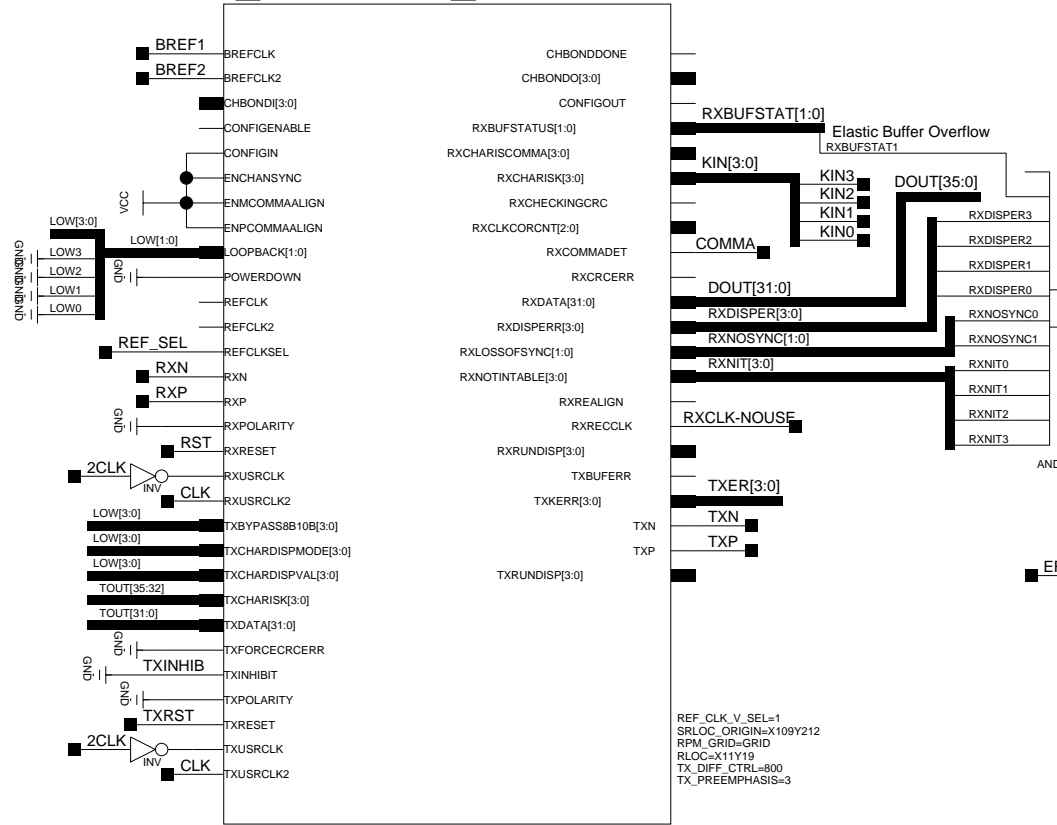 BREF1
BREFCLK
BREF2
BREFCLK2
CHBONDI[3:0]
CONFIGENABLE
CONFIGIN
ENCHANSYNC
VCC
ENMCOMMAALIGN
ENPCOMMAALIGN
LOW[3:0]
LOW[1:0]
LOOPBACK[1:0]
GND
LOW3
GND
LOW2
GND
LOW1
GND
LOW0
GND
POWERDOWN
REFCLK
REFCLK2
REF_SEL
REFCLKSEL
RXN
RXN
RXP
RXP
GND
RXPOLARITY
RST
RXRESET
2CLK
INV
RXUSRCLK
CLK
RXUSRCLK2
LOW[3:0]
TXBYPASS8B10B[3:0]
LOW[3:0]
TXCHARDISPMODE[3:0]
LOW[3:0]
TXCHARDISPVAL[3:0]
TOUT[35:32]
TXCHARISK[3:0]
TOUT[31:0]
TXDATA[31:0]
GND
TXFORCECRCERR
GND
TXINHIB
TXINHIBIT
GND
TXPOLARITY
TXRST
TXRESET
2CLK
INV
TXUSRCLK
CLK
TXUSRCLK2
CHBONDDONE
CHBONDO[3:0]
CONFIGOUT
RXBUFSTATUS[1:0]
RXBUFSTAT[1:0]
Elastic Buffer Overflow
RXBUFSTAT1
RXCHARISCOMMA[3:0]
RXCHARISK[3:0]
KIN[3:0]
KIN3
KIN2
KIN1
KIN0
RXCHECKINGCRC
RXCLKCORCNT[2:0]
RXCOMMADET
COMMA
RXCRCERR
RXDATA[31:0]
DOUT[31:0]
DOUT[35:0]
RXDISPERR[3:0]
RXDISPER[3:0]
RXDISPER3
RXDISPER2
RXDISPER1
RXDISPER0
RXLOSSOFSYNC[1:0]
RXNOSYNC[1:0]
RXNOSYNC0
RXNOSYNC1
RXNOTINTABLE[3:0]
RXNIT[3:0]
RXNIT0
RXNIT1
RXNIT2
RXNIT3
AND
RXREALIGN
RXRECCLK
RXCLK-NOUSE
RXRUNDISP[3:0]
TXBUFERR
TXKERR[3:0]
TXER[3:0]
TXN
TXN
TXP
TXP
TXRUNDISP[3:0]
REF_CLK_V_SEL=1
SRLOC_ORIGIN=X109Y212
RPM_GRID=GRID
RLOC=X11Y19
TX_DIFF_CTRL=800
TX_PREEMPHASIS=3